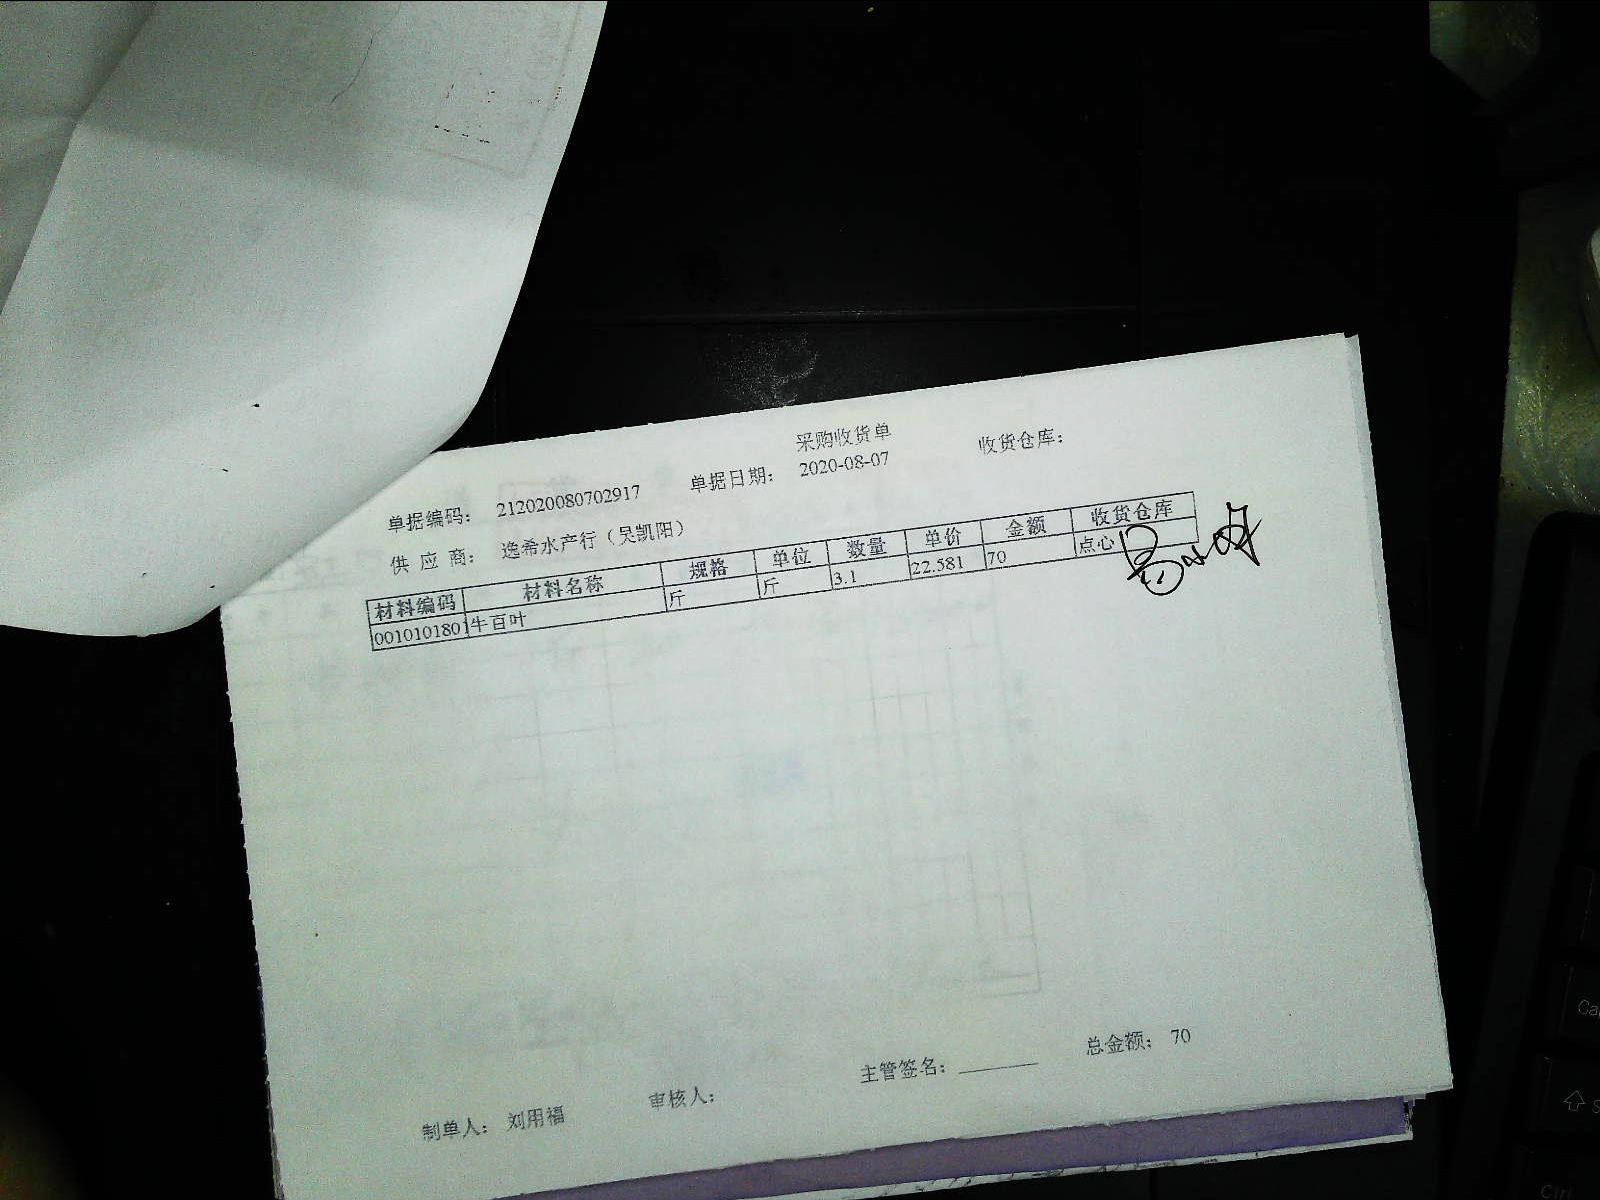 采购收货单
单据编码: 212020080702917 单据日期: 2020-08-07 收货仓库:
供 应 商: 逸希水产行 (吴凯阳)
材料编码 材料名称 规格 单位 数量 单价 金额 收货仓库
0010101801 牛百叶 斤 斤 3.1 22.581 70 点心
总金额: 70
制单人: 刘用福 审核人: 主管签名: